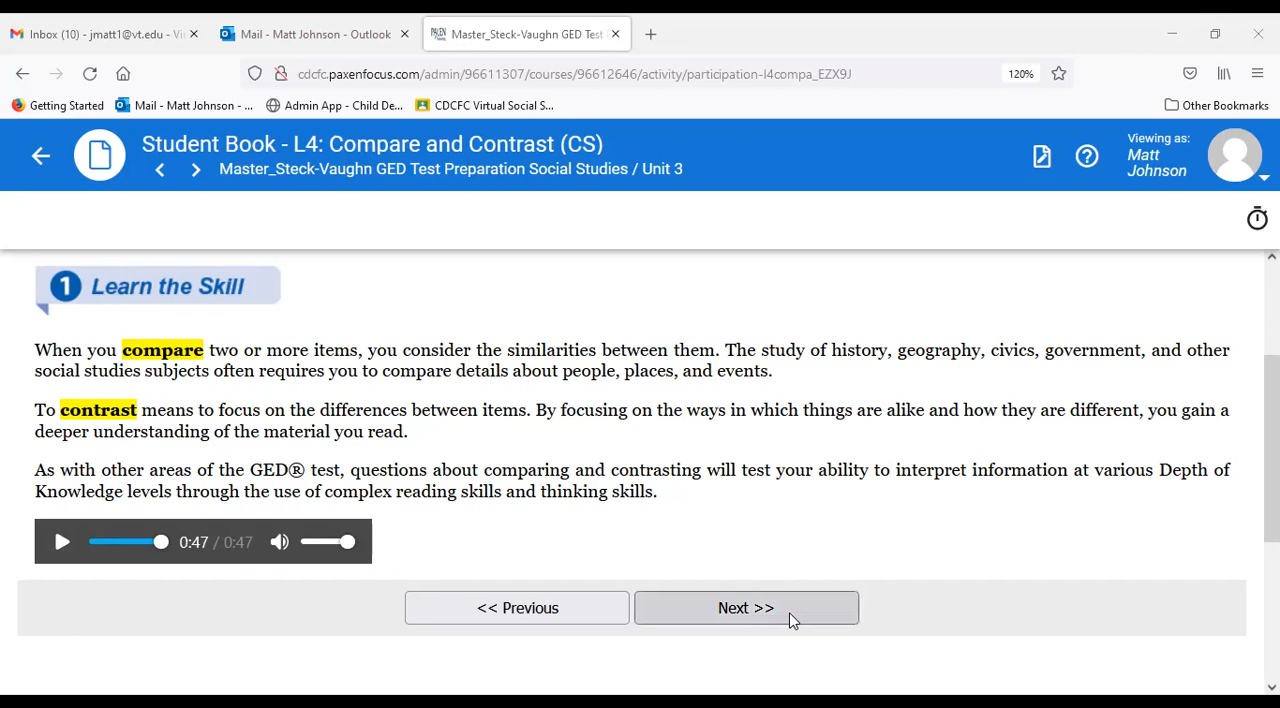 Inbox (10) - jmatt1@vt.edu - Vi
Mail - Matt Johnson - Outlook
PAXEN
Master_Steck-Vaughn GED Test
cdcfc.paxenfocus.com/admin/96611307/courses/96612646/activity/participation-l4compa_EZX9J
120%
Getting Started
Mail - Matt Johnson - ...
Admin App - Child De...
CDCFC Virtual Social S...
Other Bookmarks
Student Book - L4: Compare and Contrast (CS)
Master_Steck-Vaughn GED Test Preparation Social Studies / Unit 3
Viewing as:
Matt
Johnson
1 Learn the Skill
When you compare two or more items, you consider the similarities between them. The study of history, geography, civics, government, and other
social studies subjects often requires you to compare details about people, places, and events.
To contrast means to focus on the differences between items. By focusing on the ways in which things are alike and how they are different, you gain a
deeper understanding of the material you read.
As with other areas of the GED® test, questions about comparing and contrasting will test your ability to interpret information at various Depth of
Knowledge levels through the use of complex reading skills and thinking skills.
0:47 / 0:47
<< Previous
Next >>